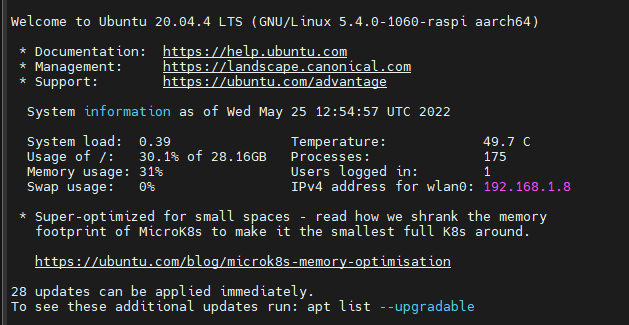 Welcome to Ubuntu 20.04.4 LTS (GNU/Linux 5.4.0-1060-raspi aarch64)
* Documentation: https://help.ubuntu.com
* Management: https://landscape.canonical.com
* Support: https://ubuntu.com/advantage
System information as of Wed May 25 12:54:57 UTC 2022
System load: 0.39 Temperature: 49.7 C
Usage of /: 30.1% of 28.16GB Processes: 175
Memory usage: 31% Users logged in: 1
Swap usage: 0% IPv4 address for wlan0: 192.168.1.8
* Super-optimized for small spaces - read how we shrank the memory
footprint of MicroK8s to make it the smallest full K8s around.
https://ubuntu.com/blog/microk8s-memory-optimisation
28 updates can be applied immediately.
To see these additional updates run: apt list --upgradable